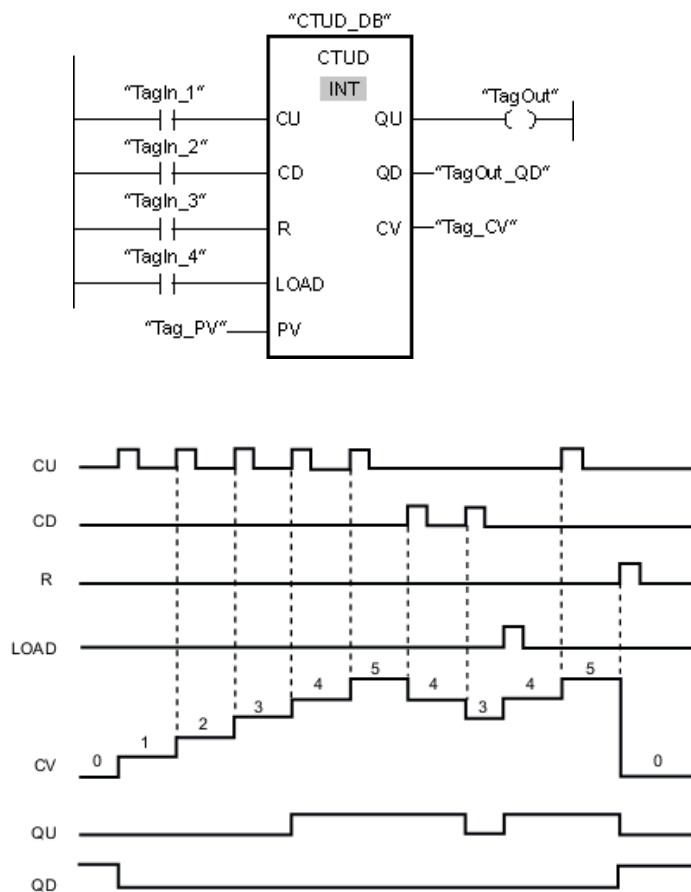 "CTUD_DB"
CTUD
INT
"TagIn_1"
CU
QU
"TagOut"
"TagIn_2"
CD
QD
"TagOut_QD"
"TagIn_3"
R
CV
"Tag_CV"
"TagIn_4"
LOAD
"Tag_PV"
PV
CU
CD
R
LOAD
CV
0
1
2
3
4
5
4
3
4
5
0
QU
QD